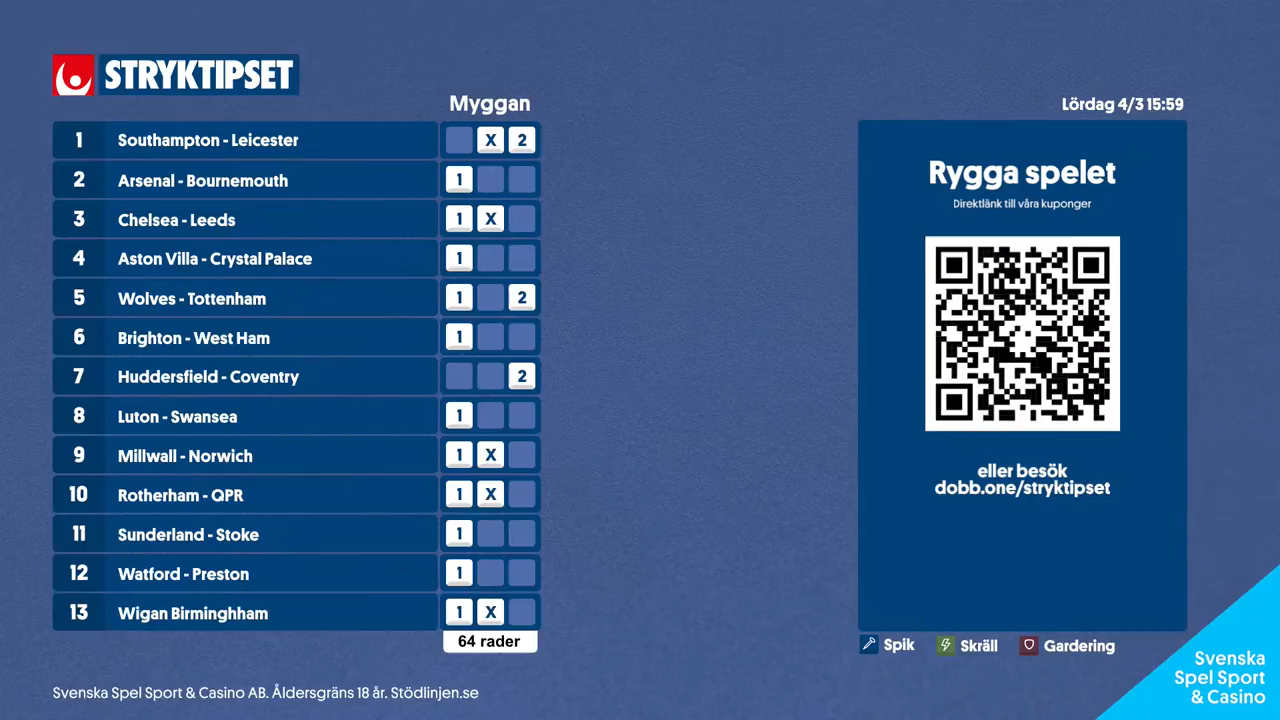 STRYKTIPSET
Myggan
Lördag 4/3 15:59
1 Southampton - Leicester X 2
2 Arsenal - Bournemouth 1
3 Chelsea - Leeds 1 X
4 Aston Villa - Crystal Palace 1
5 Wolves - Tottenham 1 2
6 Brighton - West Ham 1
7 Huddersfield - Coventry 2
8 Luton - Swansea 1
9 Millwall - Norwich 1 X
10 Rotherham - QPR 1 X
11 Sunderland - Stoke 1
12 Watford - Preston 1
13 Wigan Birminghham 1 X
64 rader
Rygga spelet
Direktlänk till våra kuponger
eller besök
dobb.one/stryktipset
Spik Skräll Gardering
Svenska Spel Sport & Casino AB. Åldersgräns 18 år. Stödlinjen.se
Svenska
Spel Sport
& Casino